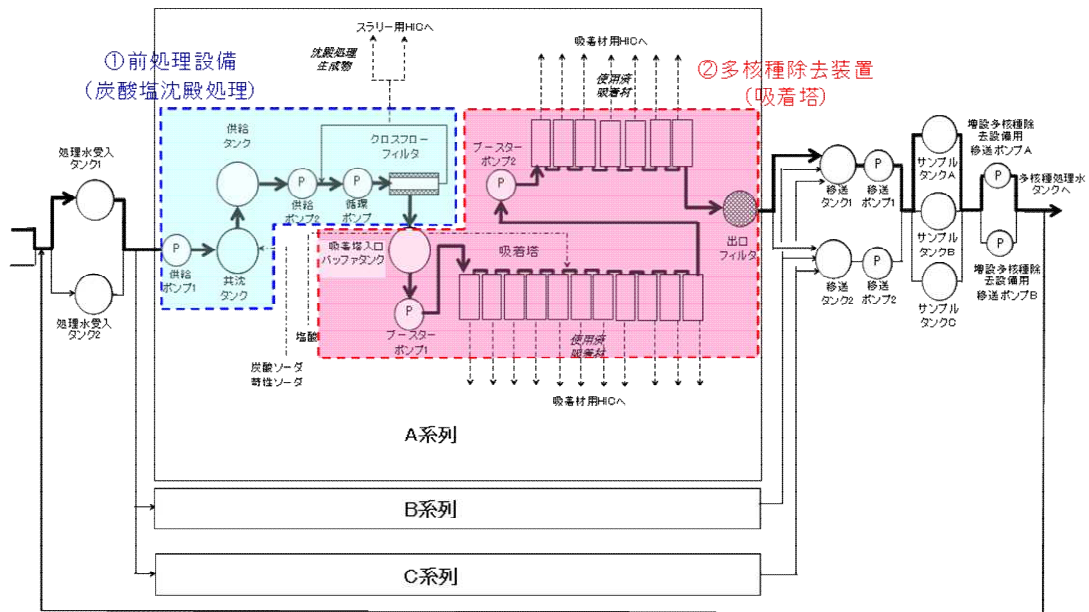 スラリー用HICへ
沈殿処理
生成物
①前処理設備
(炭酸塩沈殿処理)
吸着材用HICへ
使用済
吸着材
②多核種除去装置
(吸着塔)
処理水受入
タンク1
供給
タンク
クロスフロー
フィルタ
ブースター
ポンプ2
P
P
P
供給
ポンプ2
循環
ポンプ
P
供給
ポンプ1
共沈
タンク
吸着塔入口
バッファタンク
吸着塔
出口
フィルタ
P
ブースター
ポンプ1
処理水受入
タンク2
塩酸
炭酸ソーダ
苛性ソーダ
使用済
吸着材
吸着材用HICへ
移送
タンク1
P
移送
ポンプ1
サンプル
タンクA
増設多核種除
去設備用
移送ポンプA
P
多核種処理水
タンクへ
サンプル
タンクB
P
増設多核種除
去設備用
移送ポンプB
移送
タンク2
P
移送
ポンプ2
サンプル
タンクC
A系列
B系列
C系列